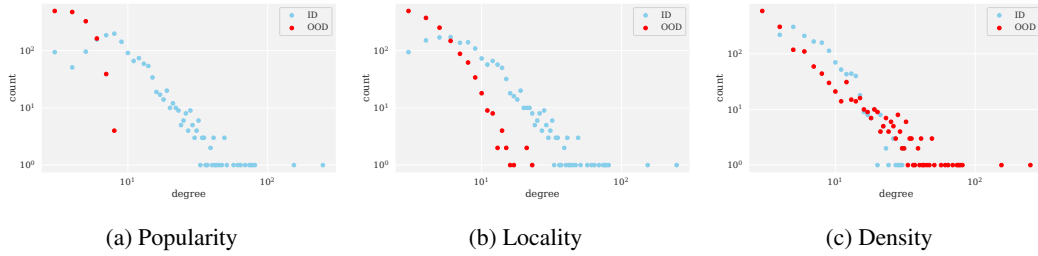 ID
OOD
10²
10¹
10⁰
count
10¹
10²
degree
(a) Popularity
ID
OOD
10²
10¹
10⁰
count
10¹
10²
degree
(b) Locality
ID
OOD
10²
10¹
10⁰
count
10¹
10²
degree
(c) Density